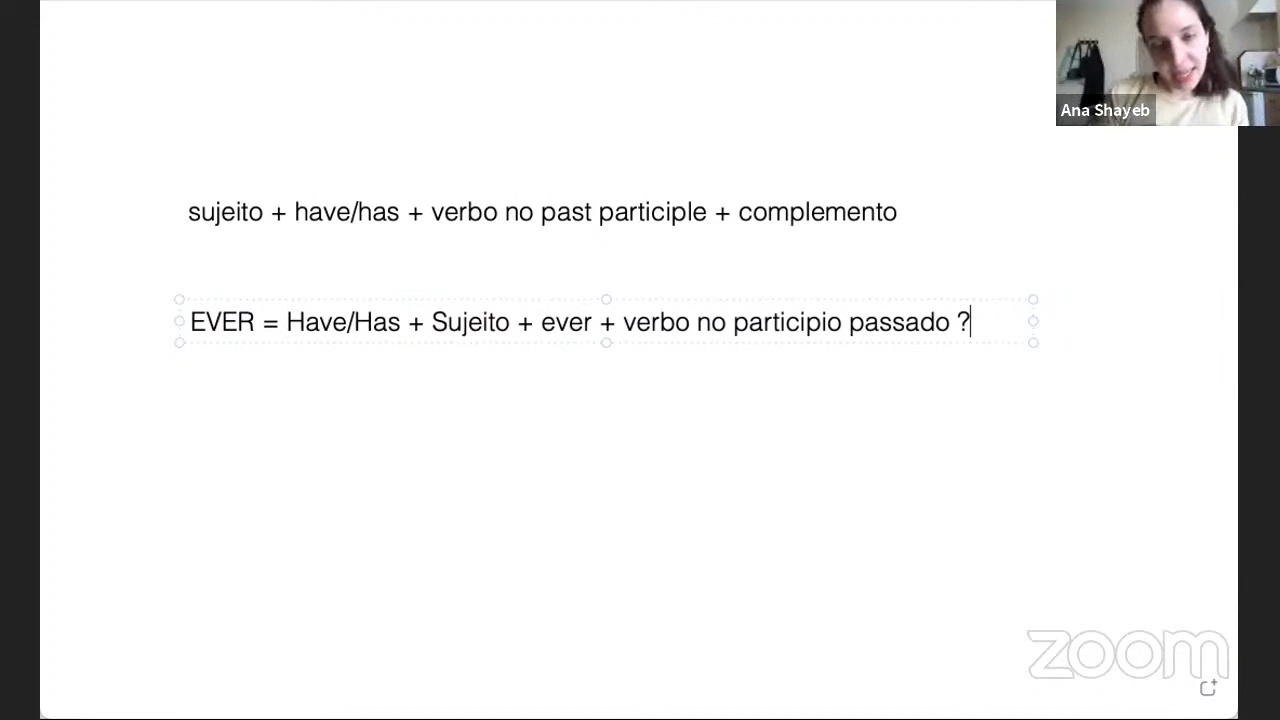 Ana Shayeb
sujeito + have/has + verbo no past participle + complemento
EVER = Have/Has + Sujeito + ever + verbo no participio passado ?
zoom